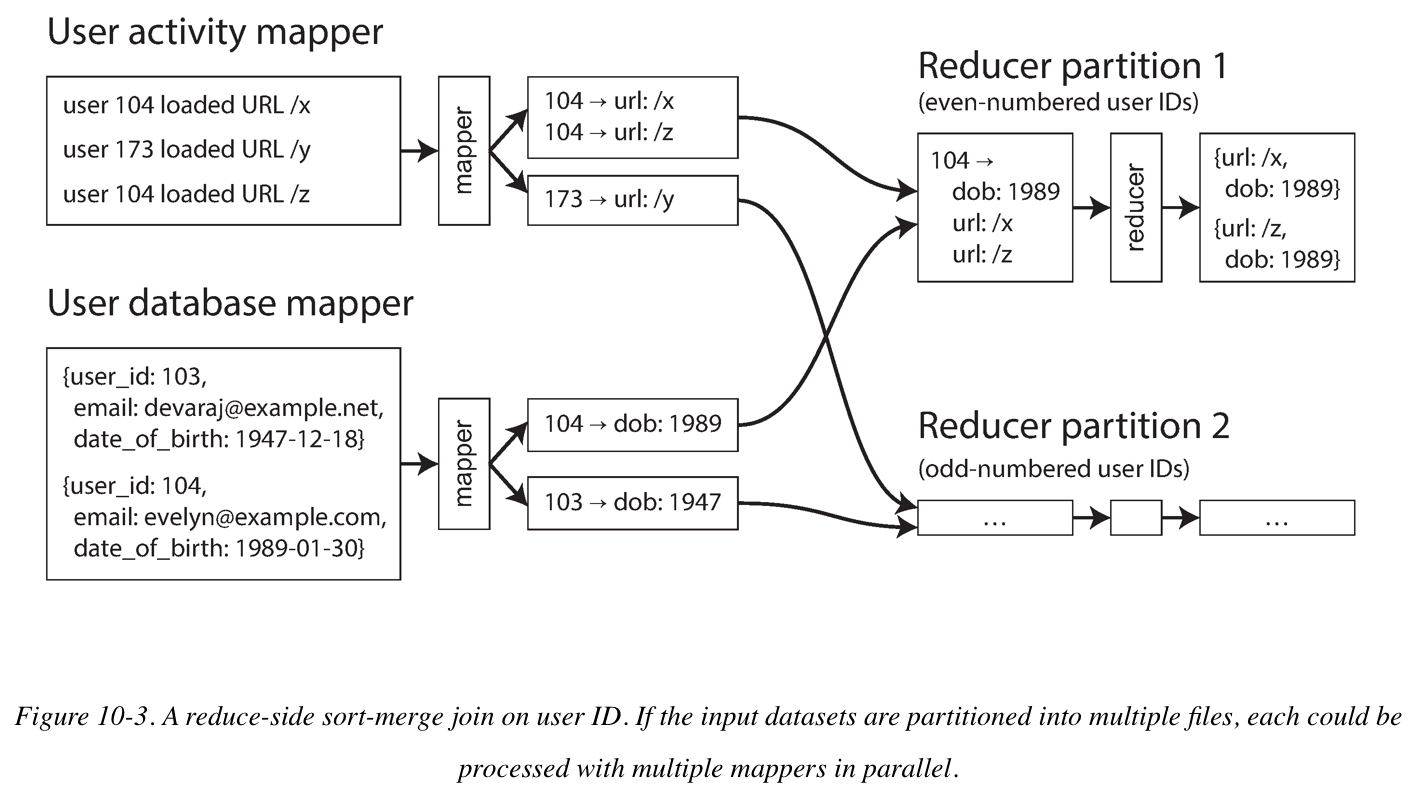 User activity mapper
user 104 loaded URL /x
user 173 loaded URL /y
user 104 loaded URL /z
mapper
104 → url: /x
104 → url: /z
173 → url: /y
User database mapper
{user_id: 103,
email: devaraj@example.net,
date_of_birth: 1947-12-18}
{user_id: 104,
email: evelyn@example.com,
date_of_birth: 1989-01-30}
mapper
104 → dob: 1989
103 → dob: 1947
Reducer partition 1
(even-numbered user IDs)
104 →
dob: 1989
url: /x
url: /z
reducer
{url: /x,
dob: 1989}
{url: /z,
dob: 1989}
Reducer partition 2
(odd-numbered user IDs)
...
...
Figure 10-3. A reduce-side sort-merge join on user ID. If the input datasets are partitioned into multiple files, each could be
processed with multiple mappers in parallel.